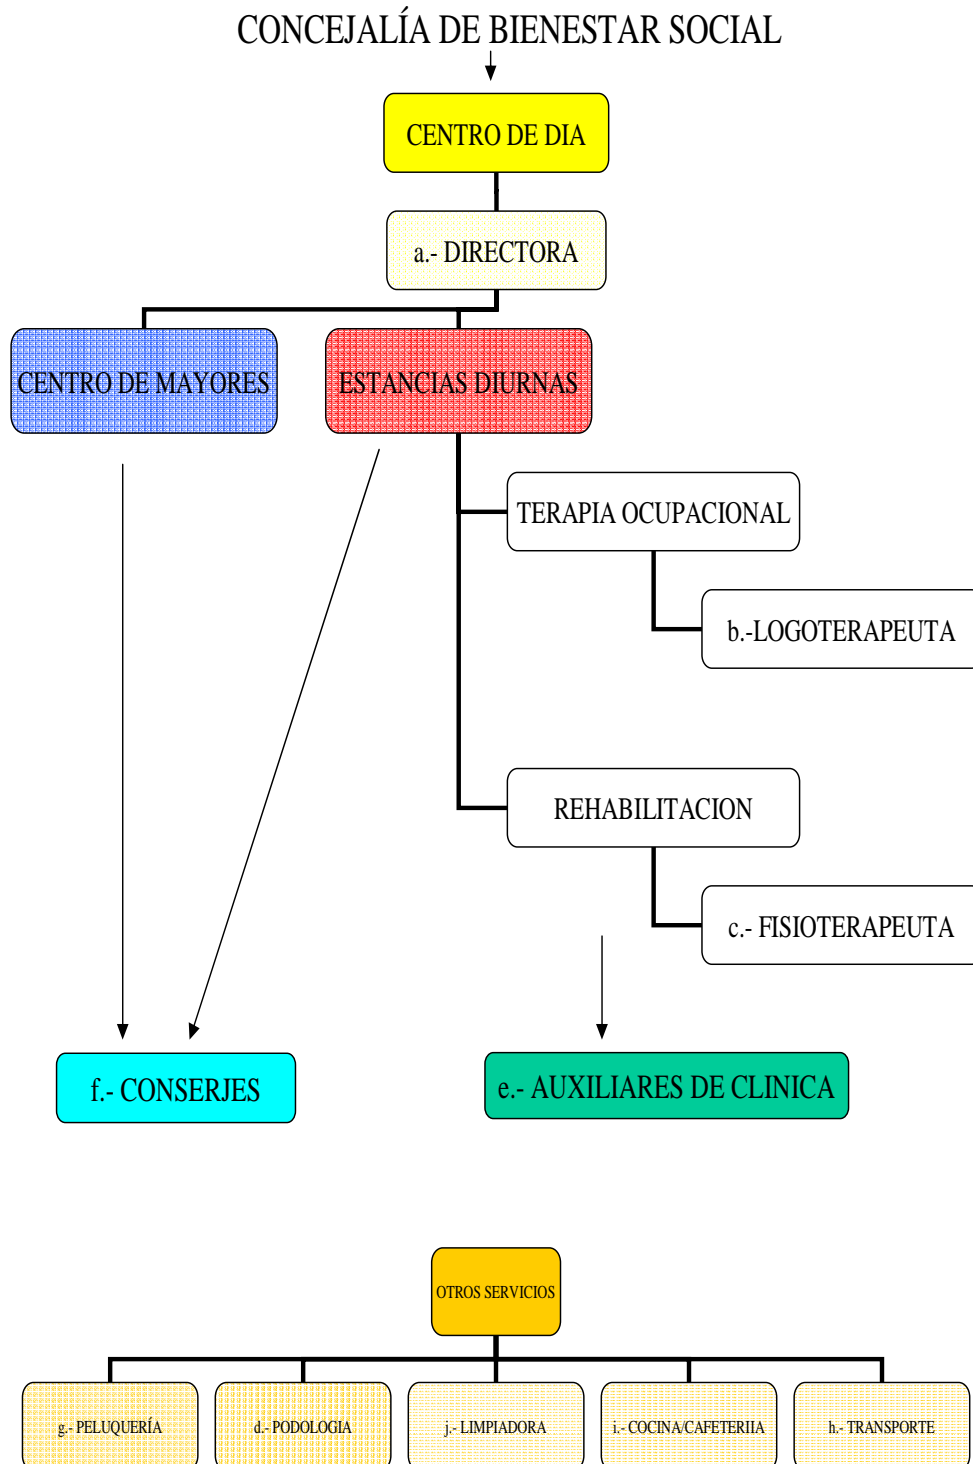 CONCEJALÍA DE BIENESTAR SOCIAL
CENTRO DE DIA
a.- DIRECTORA
CENTRO DE MAYORES
ESTANCIAS DIURNAS
TERAPIA OCUPACIONAL
b.-LOGOTERAPEUTA
REHABILITACION
c.- FISIOTERAPEUTA
f.- CONSERJES
e.- AUXILIARES DE CLINICA
OTROS SERVICIOS
g.- PELUQUERÍA
d.- PODOLOGIA
j.- LIMPIADORA
i.- COCINA/CAFETERIIA
h.- TRANSPORTE